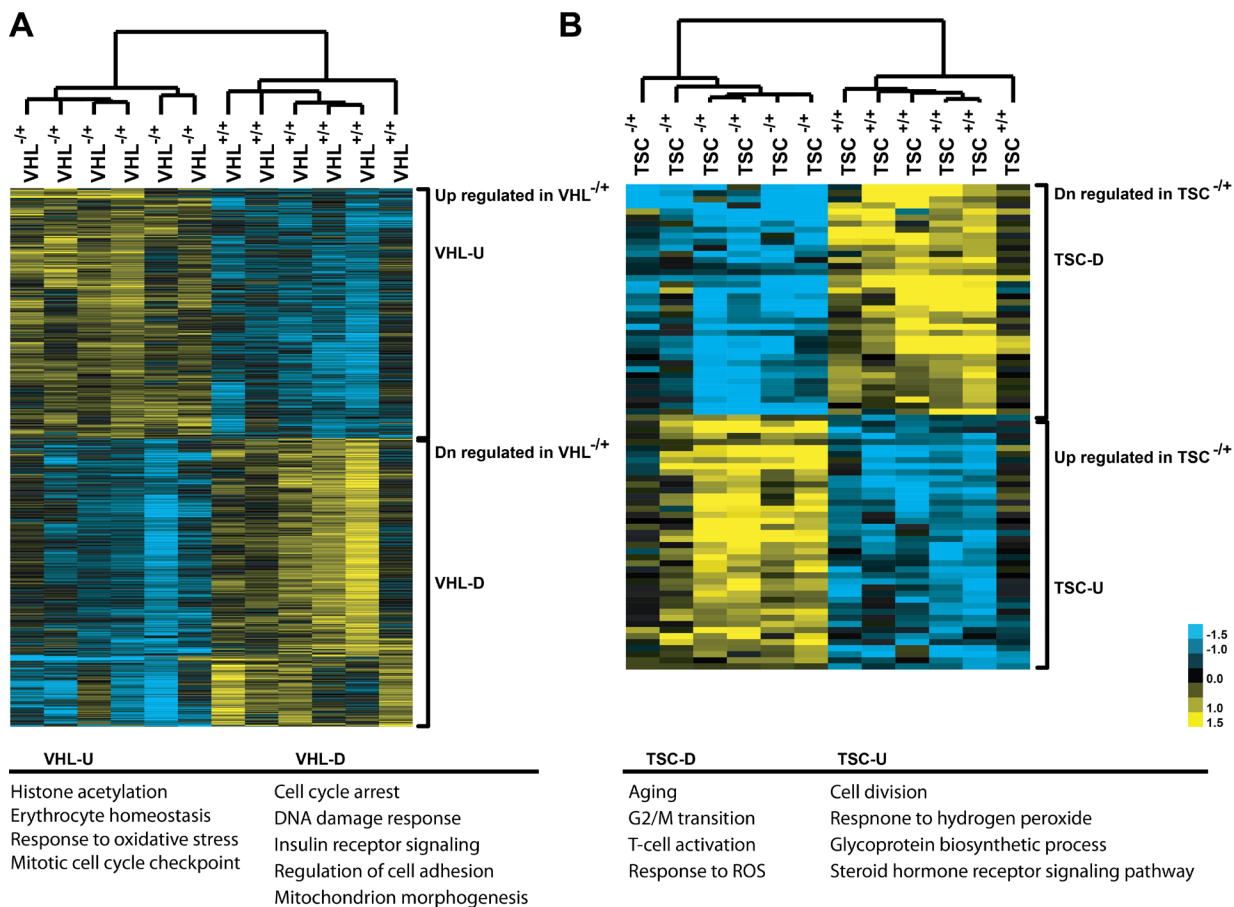 A
B
VHL -/+
VHL -/+
VHL -/+
VHL -/+
VHL -/+
VHL -/+
VHL +/+
VHL +/+
VHL +/+
VHL +/+
VHL +/+
VHL +/+
TSC -/+
TSC -/+
TSC -/+
TSC -/+
TSC -/+
TSC -/+
TSC +/+
TSC +/+
TSC +/+
TSC +/+
TSC +/+
TSC +/+
Up regulated in VHL -/+
VHL-U
Dn regulated in VHL -/+
VHL-D
Dn regulated in TSC -/+
TSC-D
Up regulated in TSC -/+
TSC-U
-1.5
-1.0
0.0
1.0
1.5
VHL-U
VHL-D
Histone acetylation
Erythrocyte homeostasis
Response to oxidative stress
Mitotic cell cycle checkpoint
Cell cycle arrest
DNA damage response
Insulin receptor signaling
Regulation of cell adhesion
Mitochondrion morphogenesis
TSC-D
TSC-U
Aging
G2/M transition
T-cell activation
Response to ROS
Cell division
Respnone to hydrogen peroxide
Glycoprotein biosynthetic process
Steroid hormone receptor signaling pathway